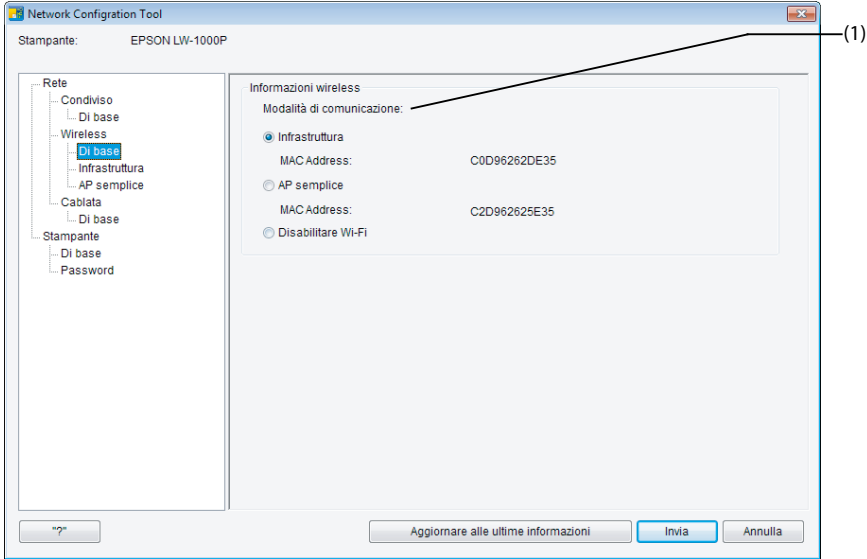 Network Configration Tool
(1)
Stampante: EPSON LW-1000P
Rete
Condiviso
Di base
Wireless
Di base
Infrastruttura
AP semplice
Cablata
Di base
Stampante
Di base
Password
Informazioni wireless
Modalità di comunicazione:
Infrastruttura
MAC Address: C0D96262DE35
AP semplice
MAC Address: C2D962625E35
Disabilitare Wi-Fi
"?" Aggiornare alle ultime informazioni Invia Annulla